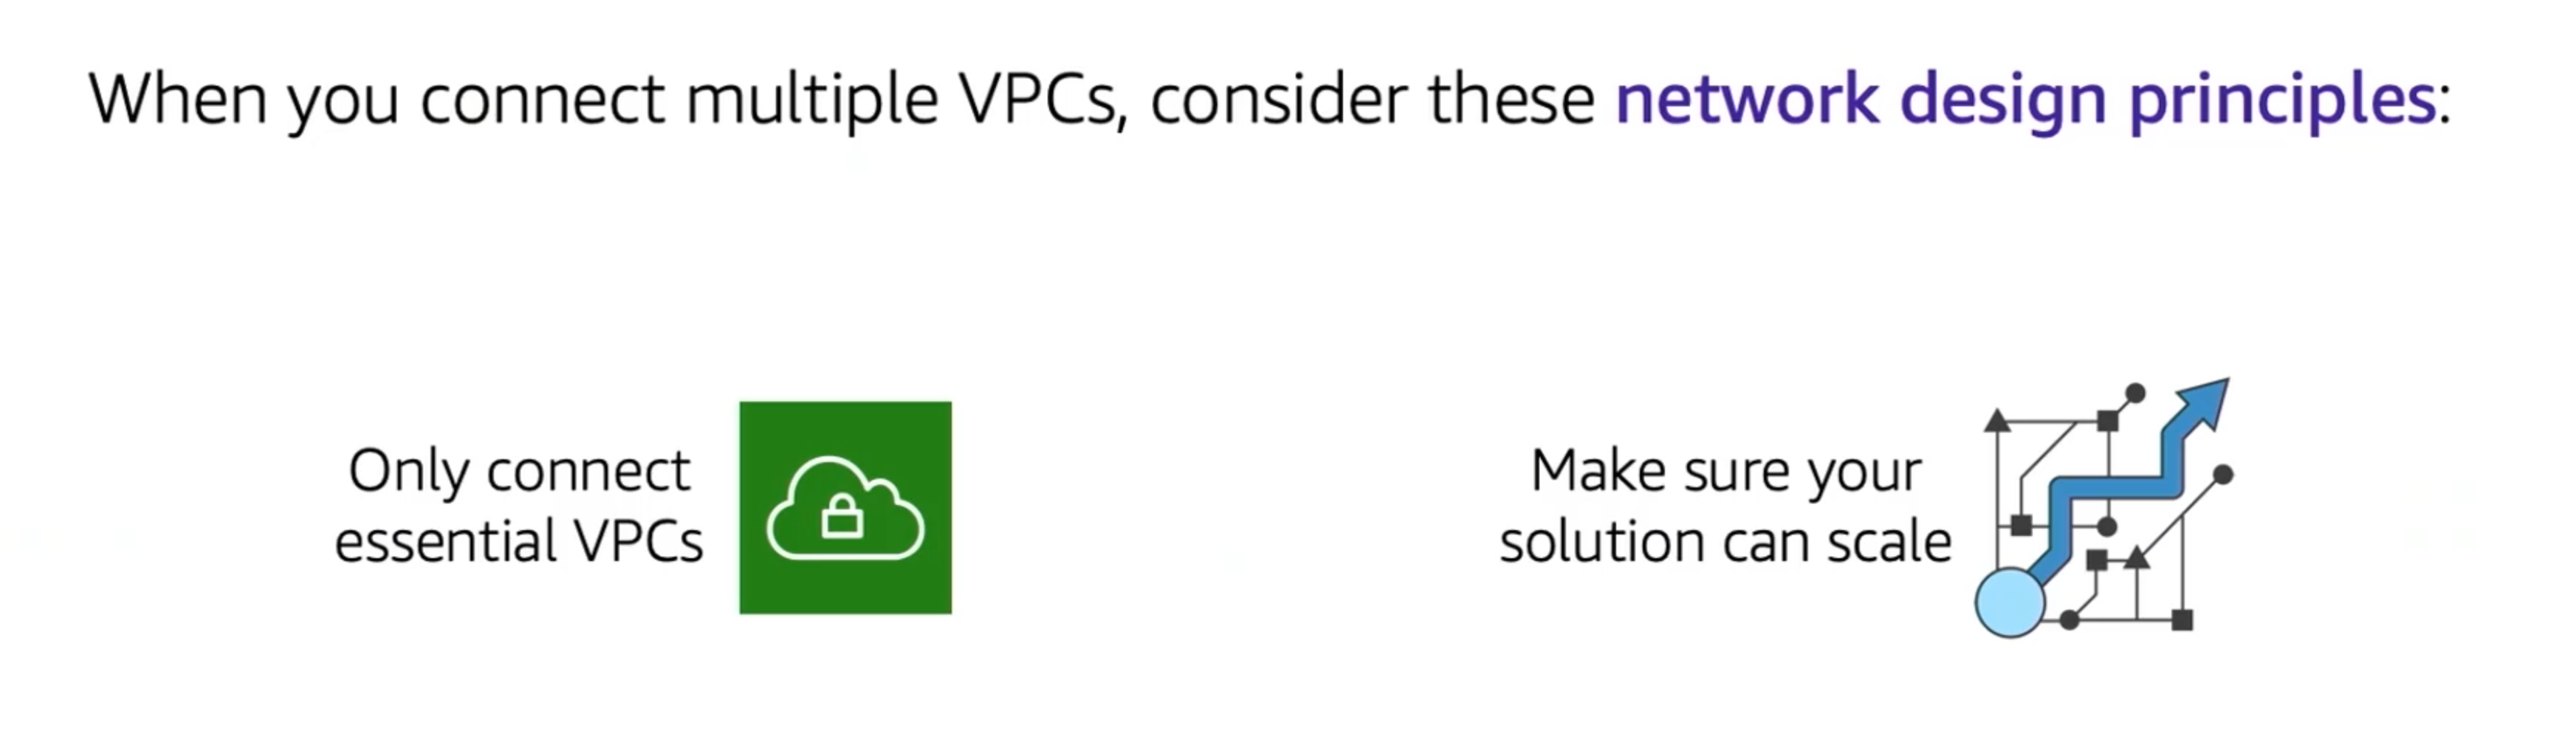 When you connect multiple VPCs, consider these network design principles:
Only connect
essential VPCs
Make sure your
solution can scale